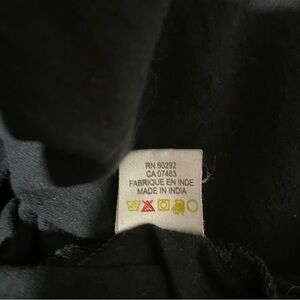 RN 80292
CA 07463
FABRIQUE EN INDE
MADE IN INDIA